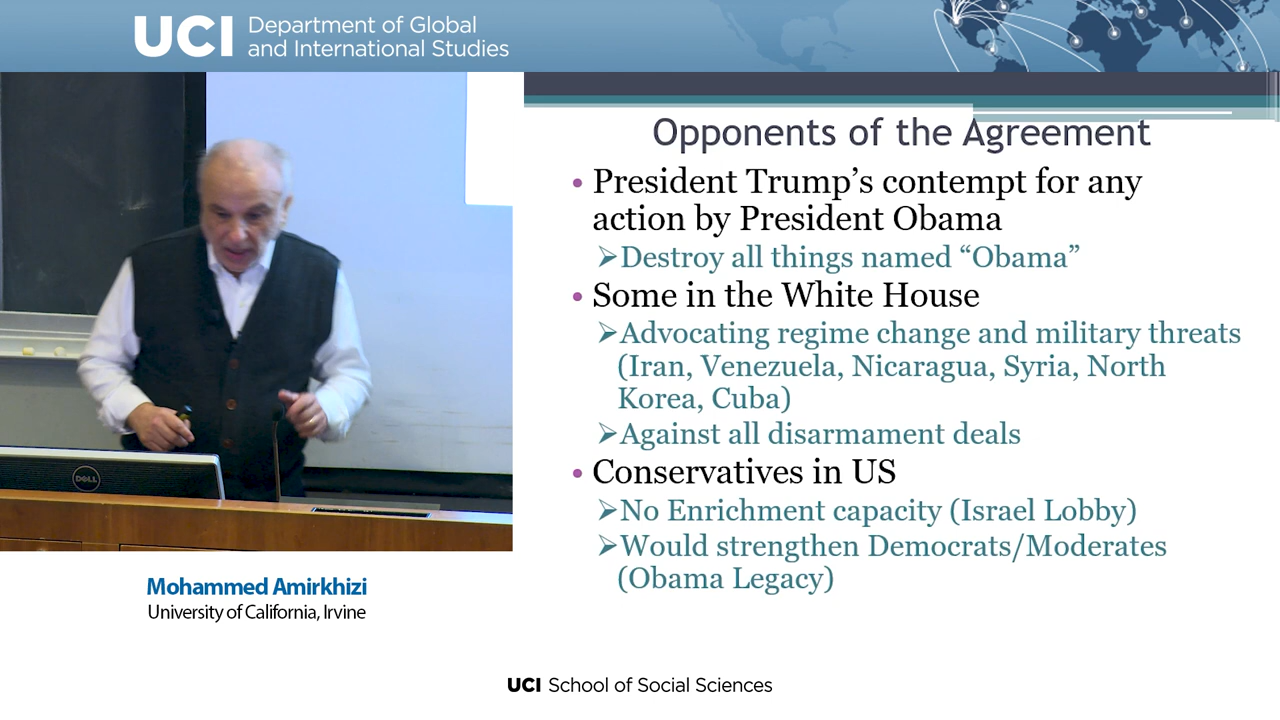 UCI Department of Global
and International Studies
Opponents of the Agreement
• President Trump’s contempt for any
action by President Obama
➢Destroy all things named “Obama”
• Some in the White House
➢Advocating regime change and military threats
(Iran, Venezuela, Nicaragua, Syria, North
Korea, Cuba)
➢Against all disarmament deals
• Conservatives in US
➢No Enrichment capacity (Israel Lobby)
➢Would strengthen Democrats/Moderates
(Obama Legacy)
DELL
Mohammed Amirkhizi
University of California, Irvine
UCI School of Social Sciences